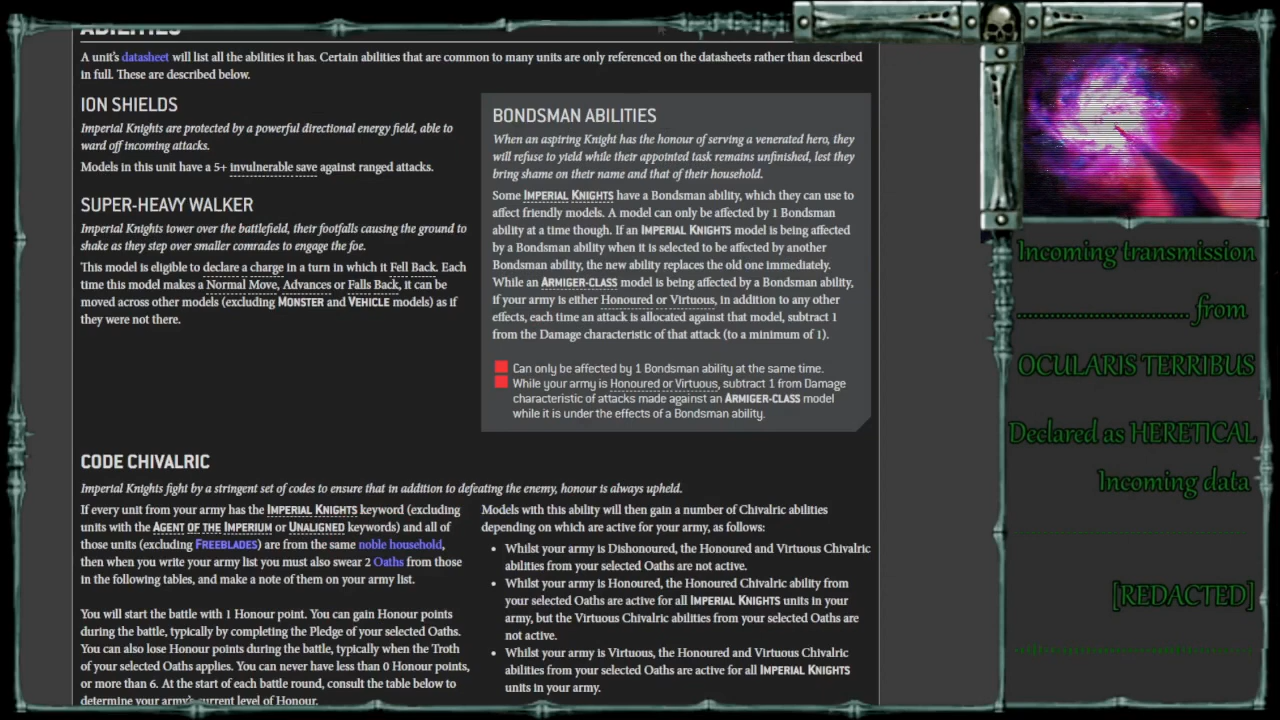 ABILITIES
A unit's datasheet will list all the abilities it has. Certain abilities that are common to many units are only referenced on the datasheets rather than described
in full. These are described below.
ION SHIELDS
Imperial Knights are protected by a powerful directional energy field, able to
ward off incoming attacks.
Models in this unit have a 5+ invulnerable save against ranged attacks.
SUPER-HEAVY WALKER
Imperial Knights tower over the battlefield, their footfalls causing the ground to
shake as they step over smaller comrades to engage the foe.
This model is eligible to declare a charge in a turn in which it Fell Back. Each
time this model makes a Normal Move, Advances or Falls Back, it can be
moved across other models (excluding MONSTER and VEHICLE models) as if
they were not there.
BONDSMAN ABILITIES
When an aspiring Knight has the honour of serving a venerated hero, they
will refuse to yield while their appointed task remains unfinished, lest they
bring shame on their name and that of their household.
Some IMPERIAL KNIGHTS have a Bondsman ability, which they can use to
affect friendly models. A model can only be affected by 1 Bondsman
ability at a time though. If an IMPERIAL KNIGHTS model is being affected
by a Bondsman ability when it is selected to be affected by another
Bondsman ability, the new ability replaces the old one immediately.
While an ARMIGER-CLASS model is being affected by a Bondsman ability,
if your army is either Honoured or Virtuous, in addition to any other
effects, each time an attack is allocated against that model, subtract 1
from the Damage characteristic of that attack (to a minimum of 1).
Can only be affected by 1 Bondsman ability at the same time.
While your army is Honoured or Virtuous, subtract 1 from Damage
characteristic of attacks made against an ARMIGER-CLASS model
while it is under the effects of a Bondsman ability.
CODE CHIVALRIC
Imperial Knights fight by a stringent set of codes to ensure that in addition to defeating the enemy, honour is always upheld.
If every unit from your army has the IMPERIAL KNIGHTS keyword (excluding
units with the AGENT OF THE IMPERIUM or UNALIGNED keywords) and all of
those units (excluding FREEBLADES) are from the same noble household,
then when you write your army list you must also swear 2 Oaths from those
in the following tables, and make a note of them on your army list.
You will start the battle with 1 Honour point. You can gain Honour points
during the battle, typically by completing the Pledge of your selected Oaths.
You can also lose Honour points during the battle, typically when the Troth
of your selected Oaths applies. You can never have less than 0 Honour points,
or more than 6. At the start of each battle round, consult the table below to
determine your army's current level of Honour.
Models with this ability will then gain a number of Chivalric abilities
depending on which are active for your army, as follows:
• Whilst your army is Dishonoured, the Honoured and Virtuous Chivalric
abilities from your selected Oaths are not active.
• Whilst your army is Honoured, the Honoured Chivalric ability from
your selected Oaths are active for all IMPERIAL KNIGHTS units in your
army, but the Virtuous Chivalric abilities from your selected Oaths are
not active.
• Whilst your army is Virtuous, the Honoured and Virtuous Chivalric
abilities from your selected Oaths are active for all IMPERIAL KNIGHTS
units in your army.
Incoming transmission
.............................. from
OCULARIS TERRIBUS
Declared as HERETICAL
Incoming data
[REDACTED]